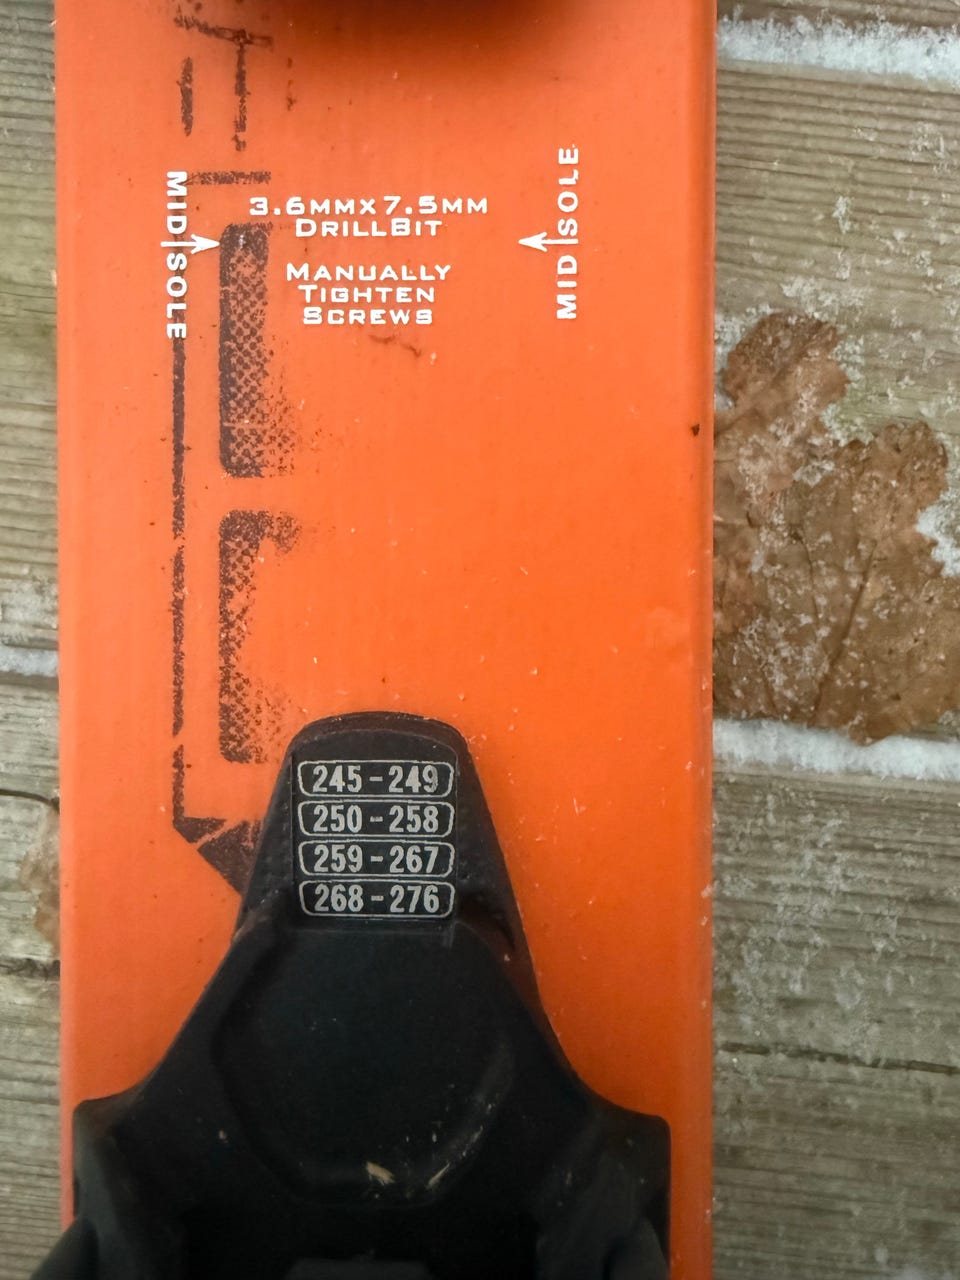 MID SOLE
3.6MMX7.5MM
DRILLBIT
MANUALLY
TIGHTEN
SCREWS
MID SOLE
245-249
250-258
259-267
268-276